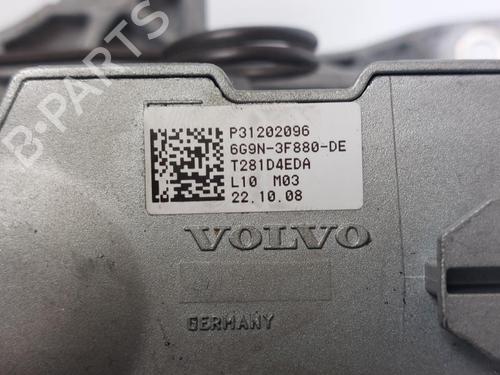 P31202096
6G9N-3F880-DE
T281D4EDA
L10 M03
22.10.08
VOLVO
GERMANY
B-Parts